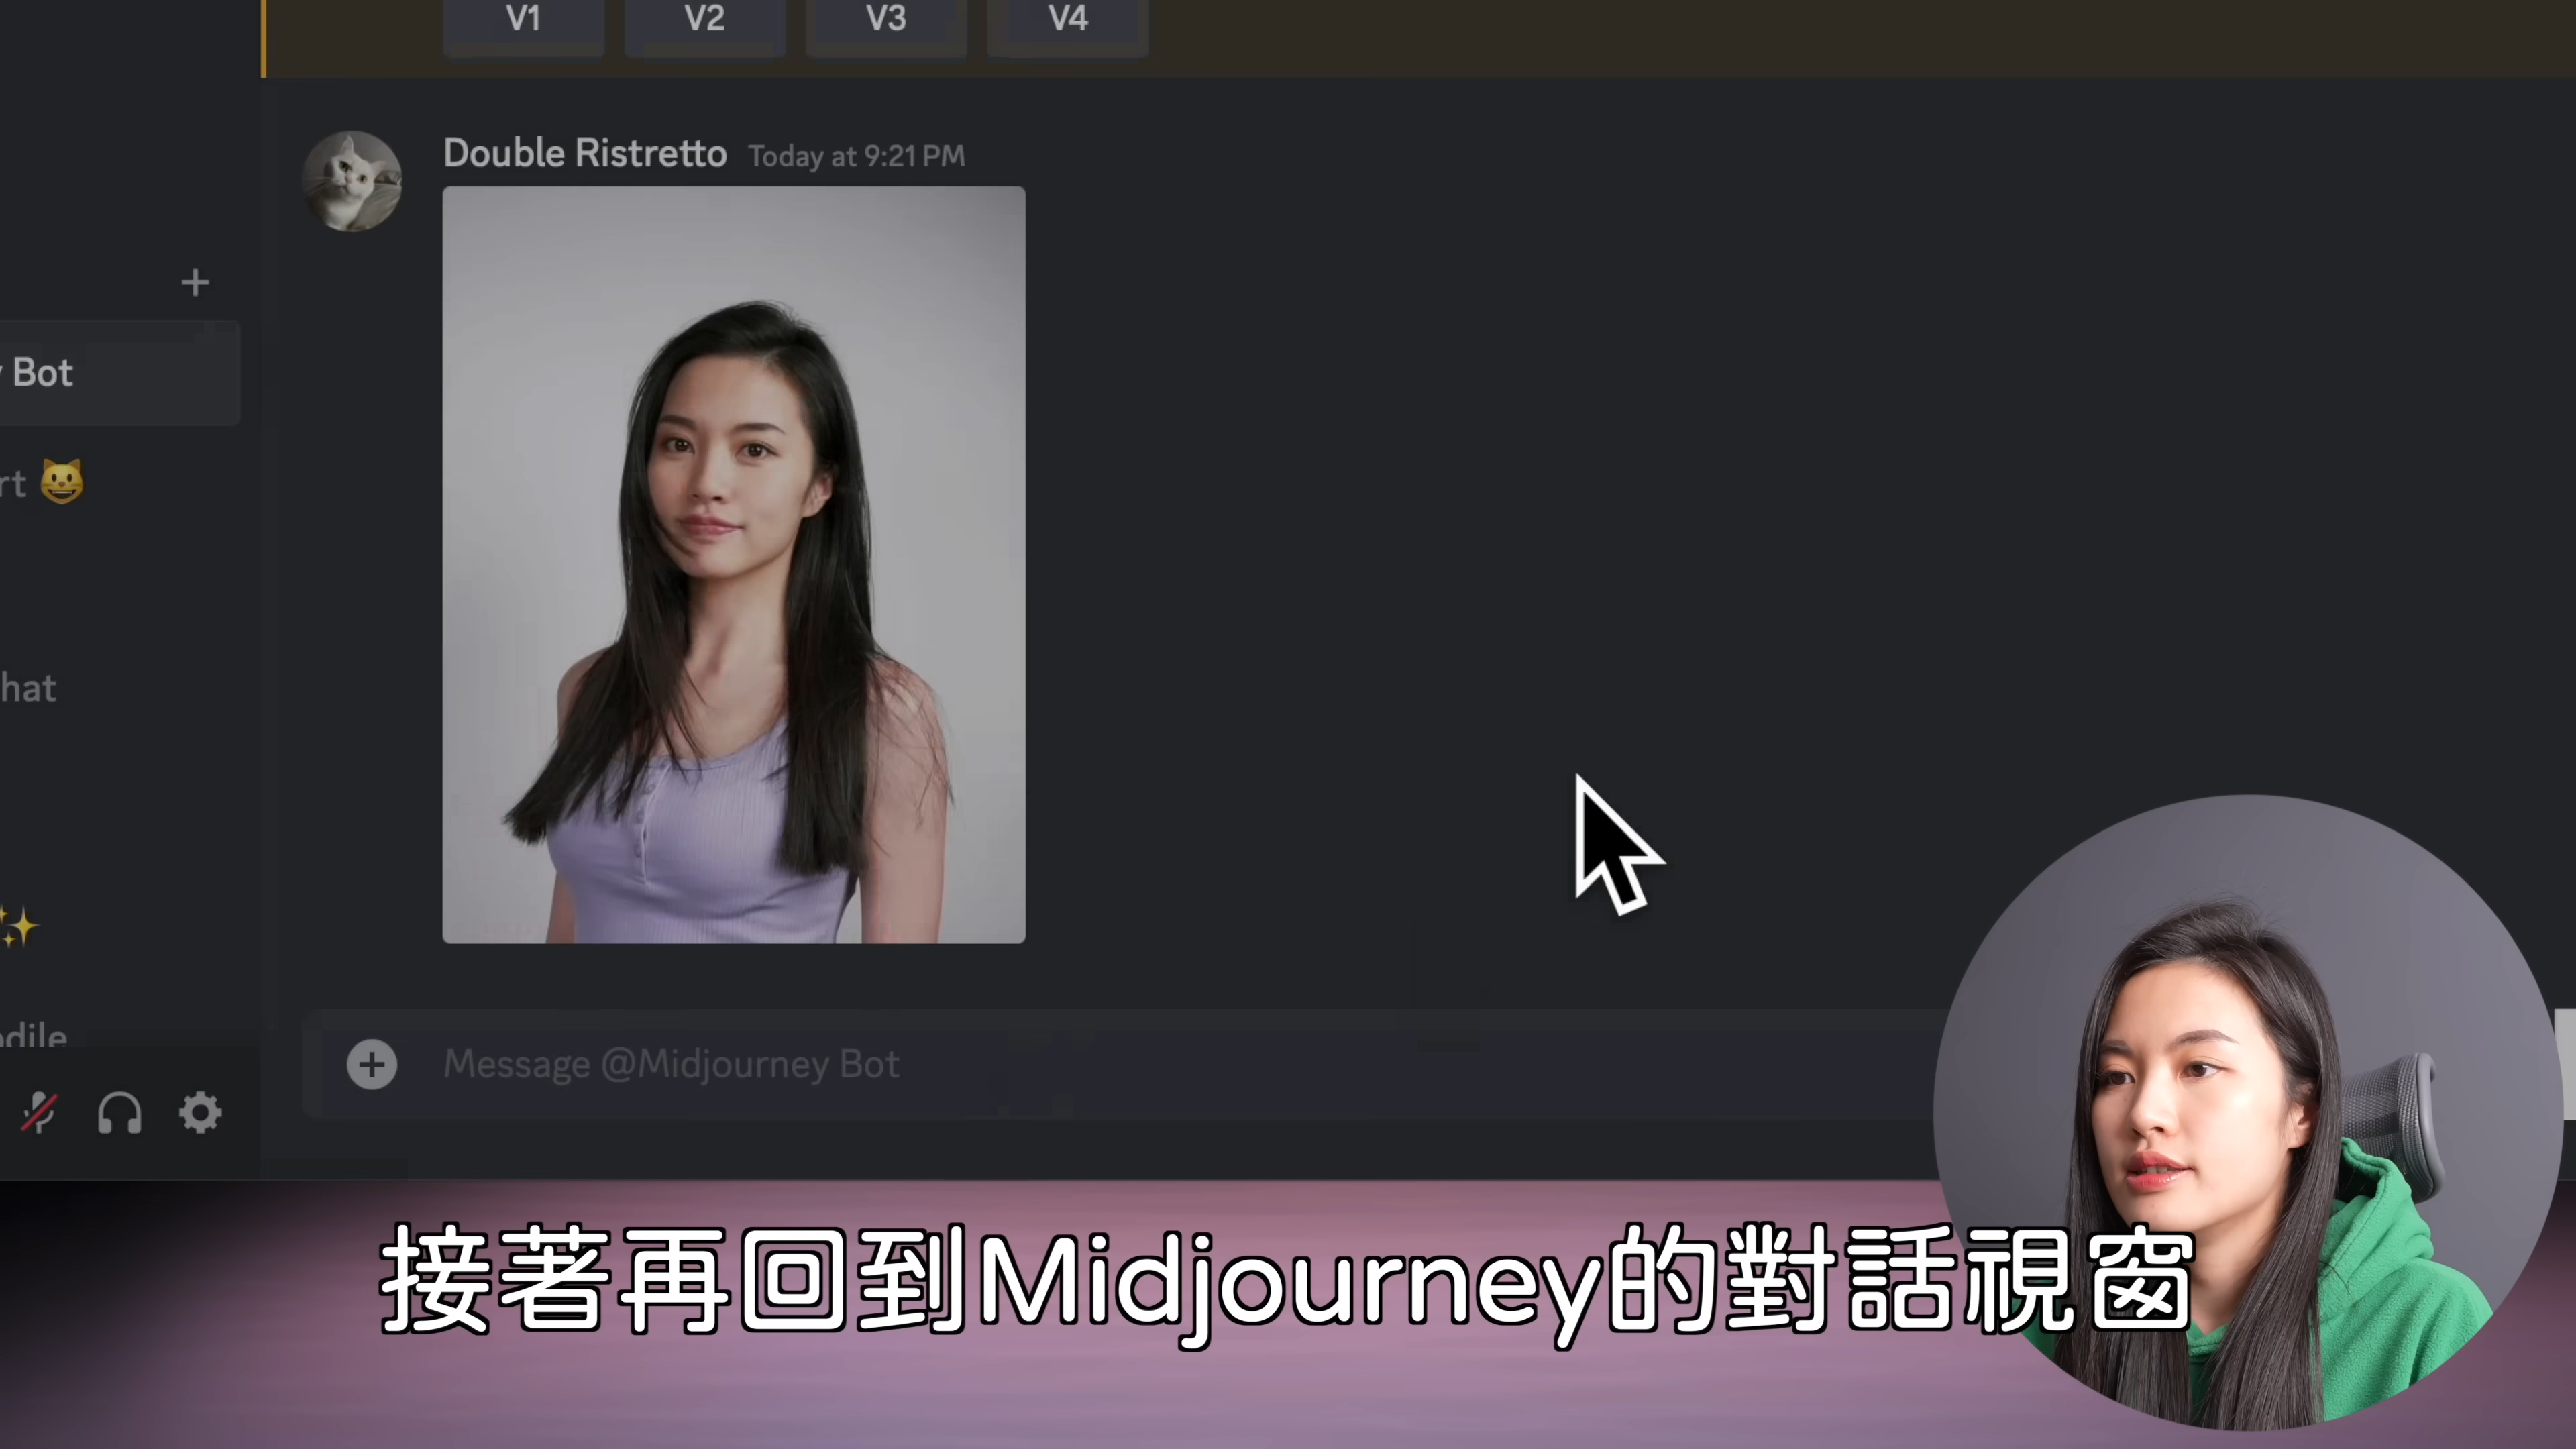 V1 V2 V3 V4
Double Ristretto Today at 9:21 PM
Bot
rt 😺
hat
odile
Message @Midjourney Bot
接著再回到Midjourney的對話視窗